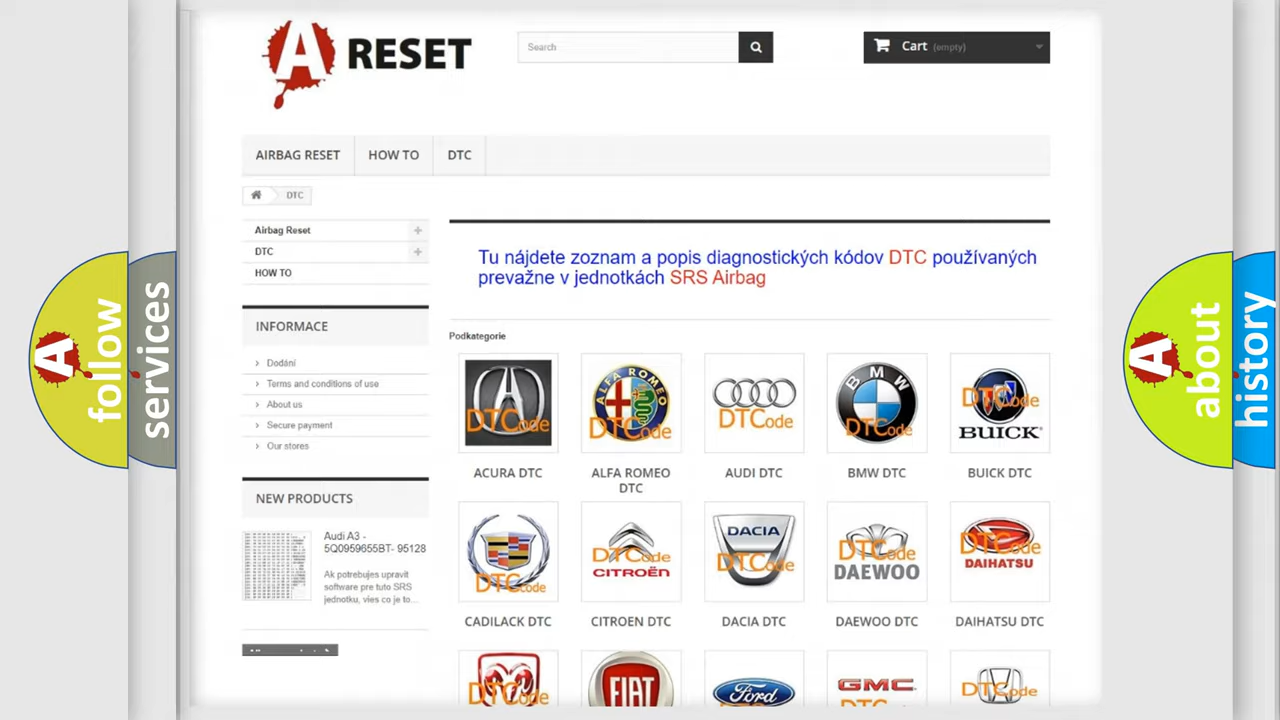 A RESET
Search
Cart (empty)
AIRBAG RESET
HOW TO
DTC
DTC
Airbag Reset
DTC
HOW TO
INFORMACE
Dodání
Terms and conditions of use
About us
Secure payment
Our stores
NEW PRODUCTS
Audi A3 -
5Q0959655BT- 95128
Ak potrebujes upravit
software pre tuto SRS
jednotku, vies co je to...
Tu nájdete zoznam a popis diagnostických kódov DTC používaných
prevažne v jednotkách SRS Airbag
Podkategorie
DTCode
ALFA ROMEO
DTCode
DTCode
BMW
DTCode
DTCode
BUICK
ACURA DTC
ALFA ROMEO
DTC
AUDI DTC
BMW DTC
BUICK DTC
DTCode
DTCode
CITROËN
DACIA
DTCode
DTCode
DAEWOO
DTCode
DAIHATSU
CADILACK DTC
CITROEN DTC
DACIA DTC
DAEWOO DTC
DAIHATSU DTC
DTCode
FIAT
Ford
GMC
DTCode
A follow
services
A about
history